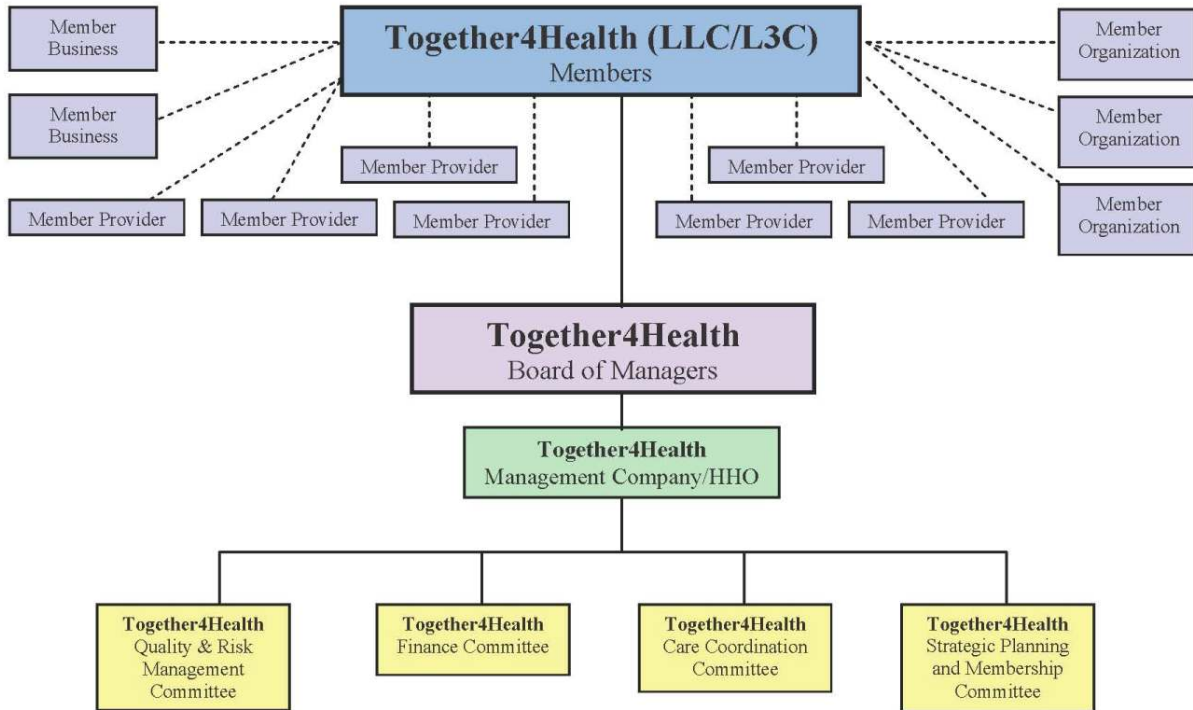 Member
Business
Together4Health (LLC/L3C)
Members
Member
Organization
Member
Business
Member
Organization
Member Provider
Member Provider
Member Provider
Member Provider
Member Provider
Member Provider
Member Provider
Member
Organization
Together4Health
Board of Managers
Together4Health
Management Company/HHO
Together4Health
Quality & Risk
Management
Committee
Together4Health
Finance Committee
Together4Health
Care Coordination
Committee
Together4Health
Strategic Planning
and Membership
Committee